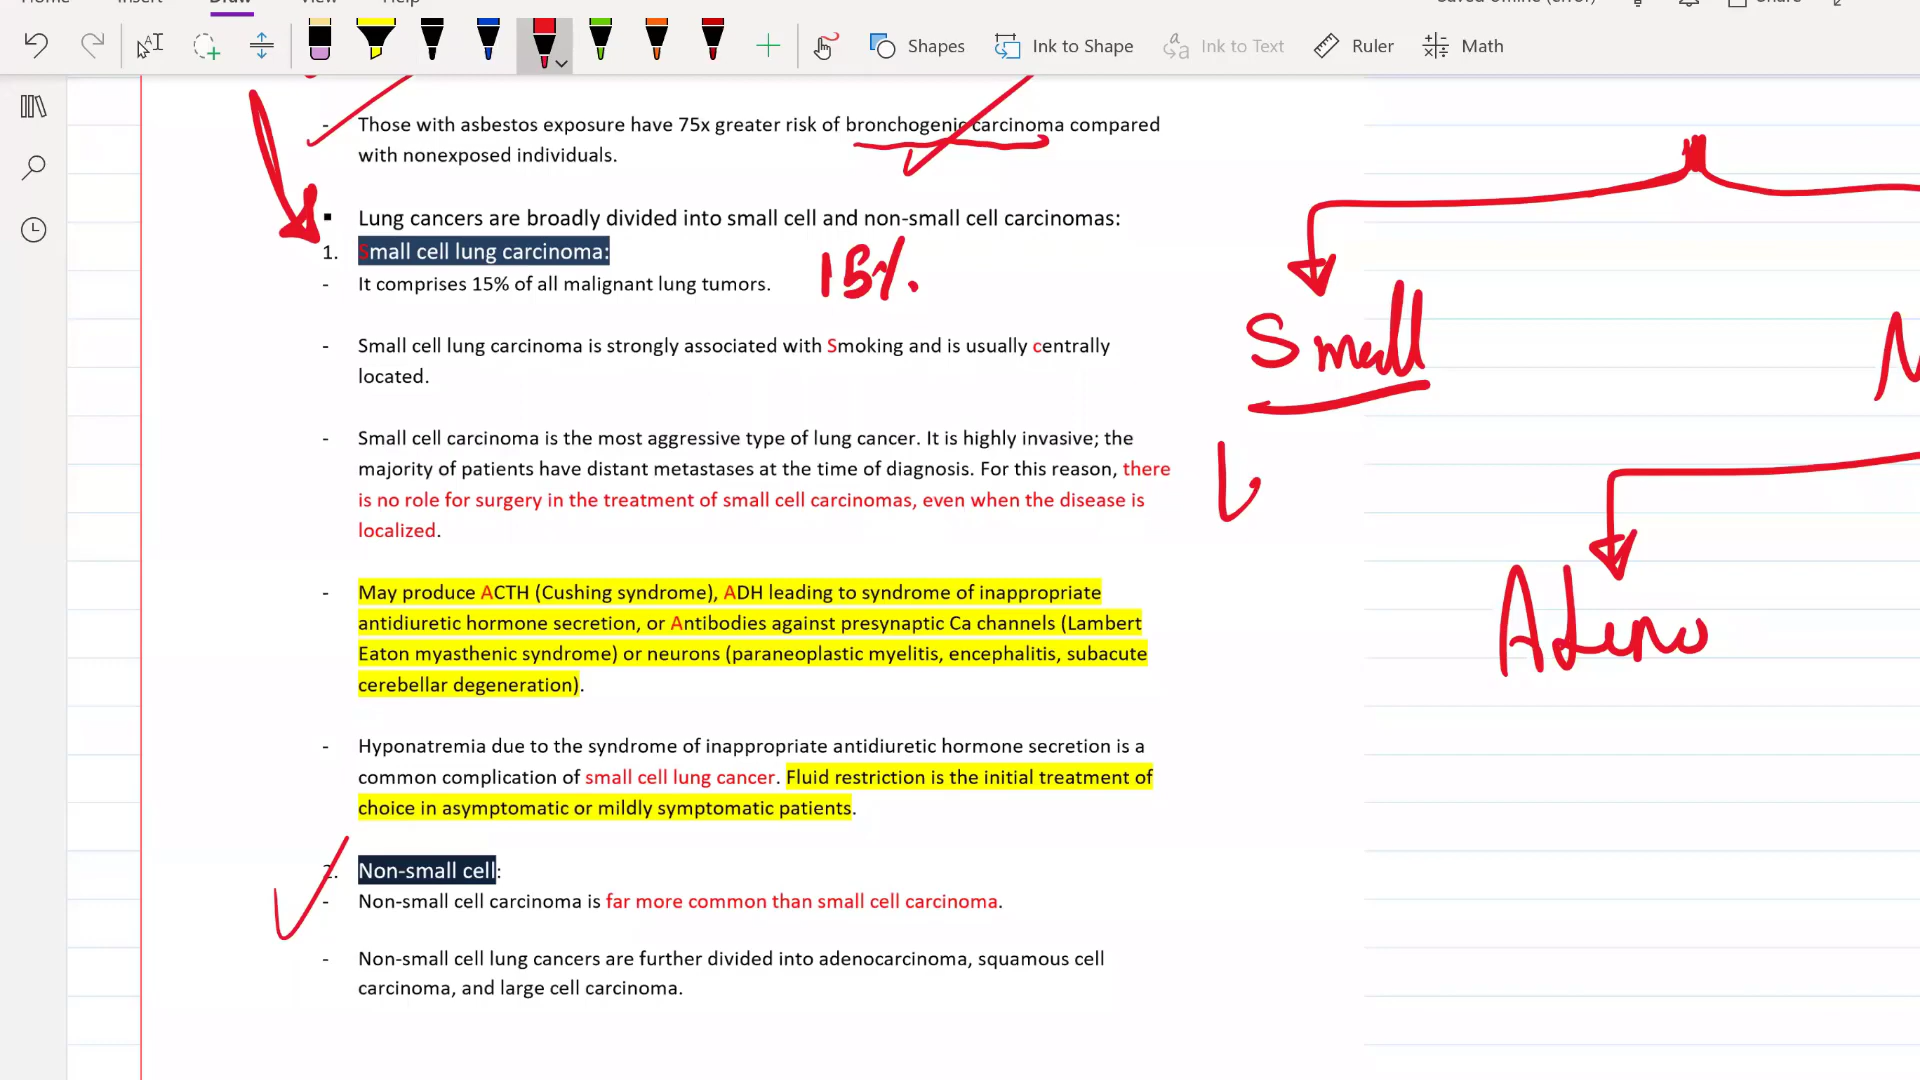 Shapes Ink to Shape Ink to Text Ruler Math
- Those with asbestos exposure have 75x greater risk of bronchogenic carcinoma compared
with nonexposed individuals.
▪ Lung cancers are broadly divided into small cell and non-small cell carcinomas:
1. Small cell lung carcinoma:
- It comprises 15% of all malignant lung tumors.
15%
- Small cell lung carcinoma is strongly associated with Smoking and is usually centrally
located.
Small
- Small cell carcinoma is the most aggressive type of lung cancer. It is highly invasive; the
majority of patients have distant metastases at the time of diagnosis. For this reason, there
is no role for surgery in the treatment of small cell carcinomas, even when the disease is
localized.
- May produce ACTH (Cushing syndrome), ADH leading to syndrome of inappropriate
antidiuretic hormone secretion, or Antibodies against presynaptic Ca channels (Lambert
Eaton myasthenic syndrome) or neurons (paraneoplastic myelitis, encephalitis, subacute
cerebellar degeneration).
Adeno
- Hyponatremia due to the syndrome of inappropriate antidiuretic hormone secretion is a
common complication of small cell lung cancer. Fluid restriction is the initial treatment of
choice in asymptomatic or mildly symptomatic patients.
2. Non-small cell:
- Non-small cell carcinoma is far more common than small cell carcinoma.
- Non-small cell lung cancers are further divided into adenocarcinoma, squamous cell
carcinoma, and large cell carcinoma.